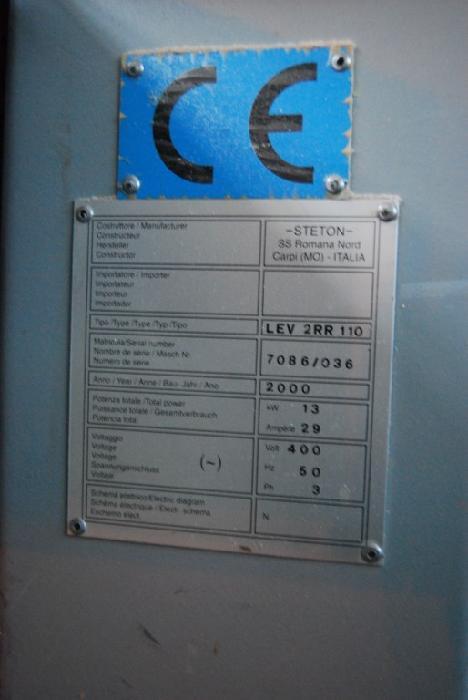 CE
Costruttore / Manufacturer
Constructeur
Hersteller
Constructor
-STETON-
SS Romana Nord
Carpi (MO) - ITALIA
Importatore / Importer
Importateur
Importeur
Importador
Tipo /Type /Type /Typ /Tipo
LEV 2RR 110
Matricola/Serial number
Nombre de série / Masch Nr.
Numero de serie
7086/036
Anno / Year / Année / Bau Jahr / Ano
2000
Potenza totale /Total power
Puissance totale / Gesamtverbrauch
Potencia total
kW 13
Ampère 29
Voltaggio
Voltage
Voltage
Spannungsanschluss
Voltaje
(~)
Volt 400
Hz 50
Ph 3
Schema elettrico/Electric diagram
Schéma électrique / Electr. schema
Eschema elect.
N